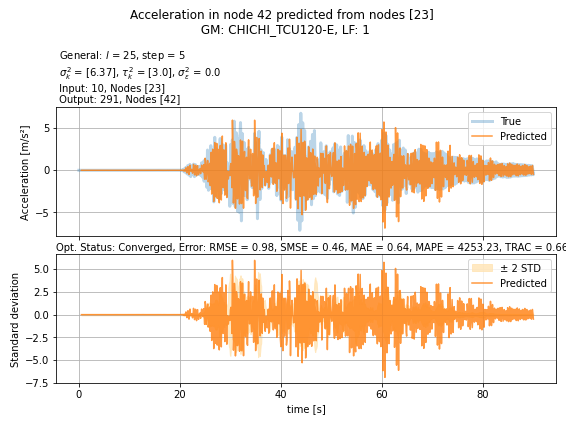 Acceleration in node 42 predicted from nodes [23]
GM: CHICHI_TCU120-E, LF: 1
General: l = 25, step = 5
σ²ₖ = [6.37], τ²ₖ = [3.0], σ²ₜ = 0.0
Input: 10, Nodes [23]
Output: 291, Nodes [42]
Acceleration [m/s²]
5
0
−5
True
Predicted
Opt. Status: Converged, Error: RMSE = 0.98, SMSE = 0.46, MAE = 0.64, MAPE = 4253.23, TRAC = 0.66
Standard deviation
5.0
2.5
0.0
−2.5
−5.0
−7.5
± 2 STD
Predicted
0 20 40 60 80
time [s]